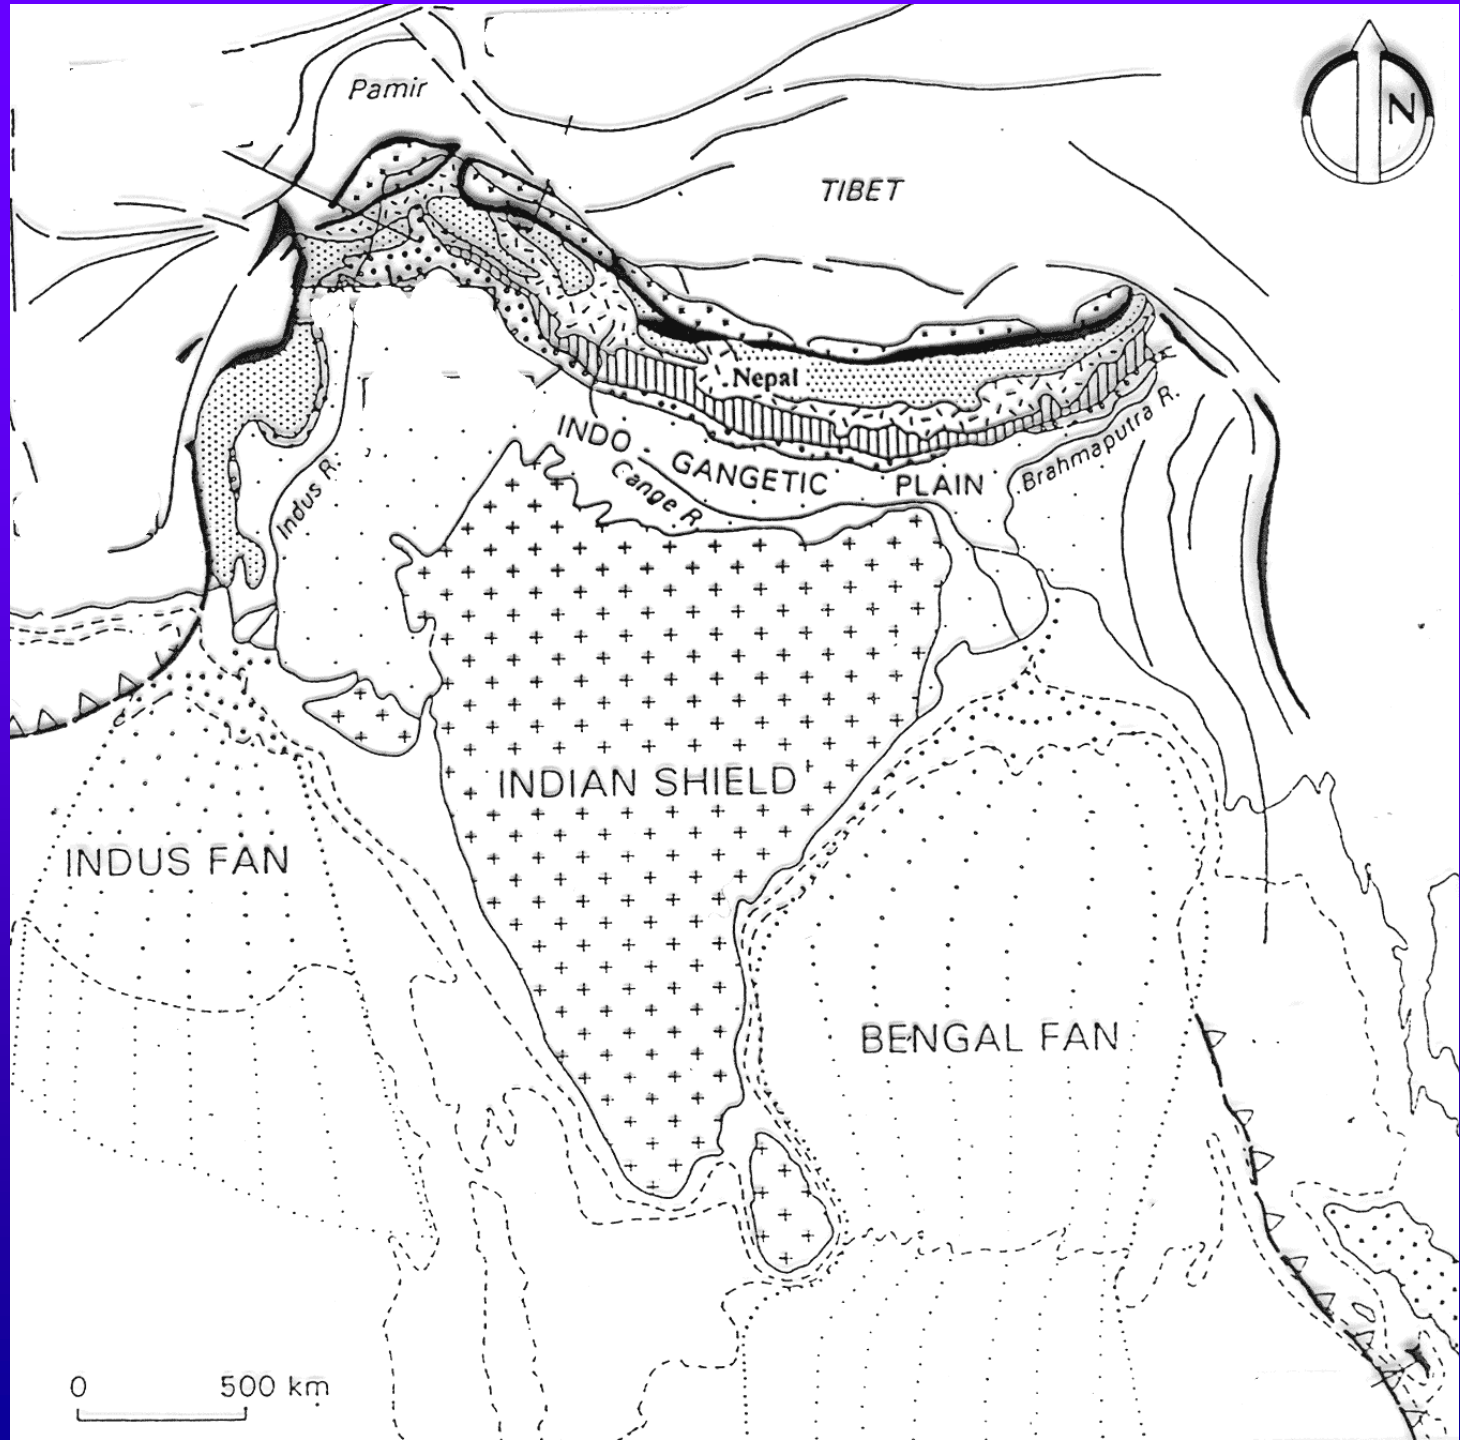 Pamir
N
TIBET
Nepal
INDO - GANGETIC PLAIN
Gange R.
Brahmaputra R.
Indus R.
INDIAN SHIELD
INDUS FAN
BENGAL FAN
0 500 km